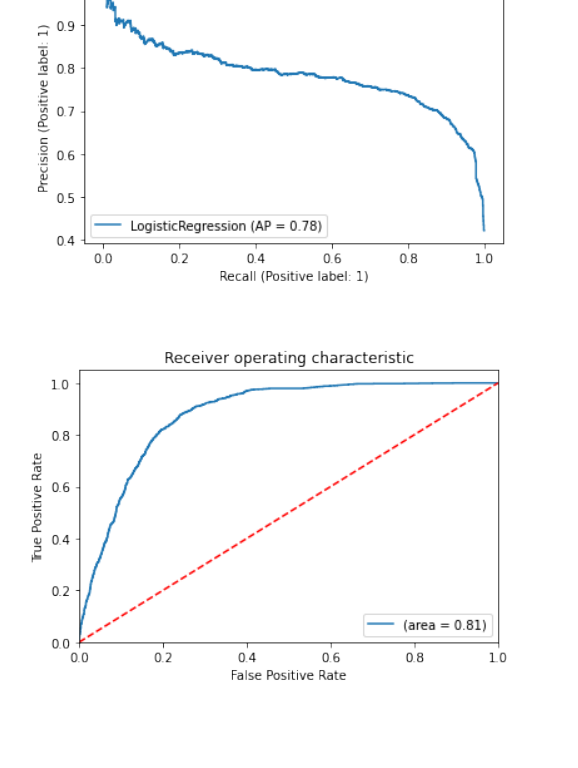 0.9
0.8
0.7
0.6
0.5
0.4
Precision (Positive label: 1)
LogisticRegression (AP = 0.78)
0.0 0.2 0.4 0.6 0.8 1.0
Recall (Positive label: 1)
Receiver operating characteristic
1.0
0.8
0.6
0.4
0.2
0.0
True Positive Rate
(area = 0.81)
0.0 0.2 0.4 0.6 0.8 1.0
False Positive Rate